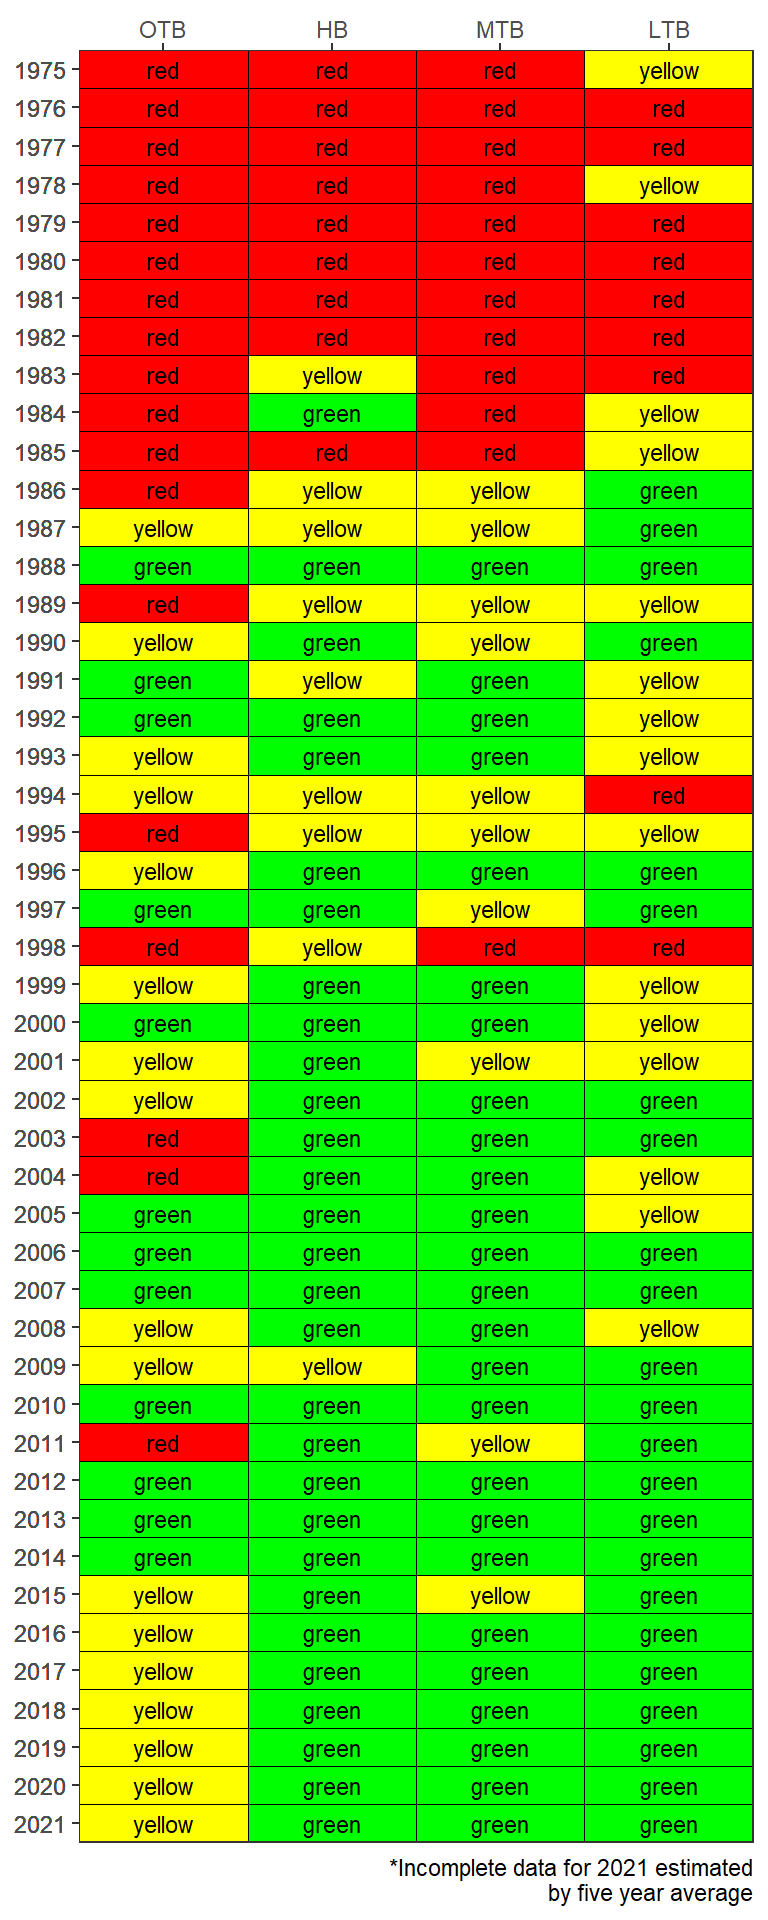 OTB HB MTB LTB
1975 red red red yellow
1976 red red red red
1977 red red red red
1978 red red red yellow
1979 red red red red
1980 red red red red
1981 red red red red
1982 red red red red
1983 red yellow red red
1984 red green red yellow
1985 red red red yellow
1986 red yellow yellow green
1987 yellow yellow yellow green
1988 green green green green
1989 red yellow yellow yellow
1990 yellow green yellow green
1991 green yellow green yellow
1992 green green green yellow
1993 yellow green green yellow
1994 yellow yellow yellow red
1995 red yellow yellow yellow
1996 yellow green green green
1997 green green yellow green
1998 red yellow red red
1999 yellow green green yellow
2000 green green green yellow
2001 yellow green yellow yellow
2002 yellow green green green
2003 red green green green
2004 red green green yellow
2005 green green green yellow
2006 green green green green
2007 green green green green
2008 yellow green green yellow
2009 yellow yellow green green
2010 green green green green
2011 red green yellow green
2012 green green green green
2013 green green green green
2014 green green green green
2015 yellow green yellow green
2016 yellow green green green
2017 yellow green green green
2018 yellow green green green
2019 yellow green green green
2020 yellow green green green
2021 yellow green green green
*Incomplete data for 2021 estimated
by five year average